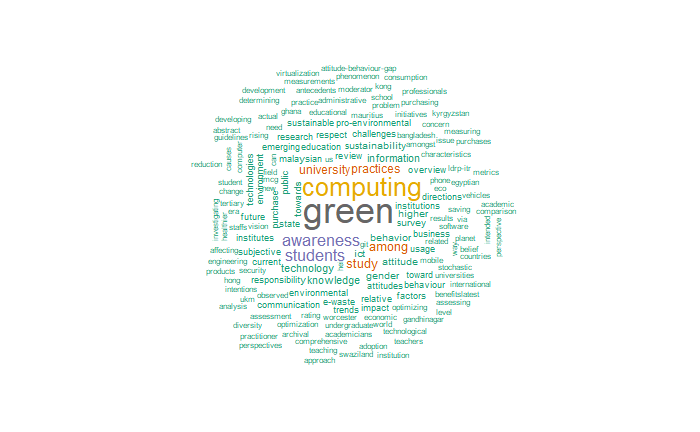 attitude-behaviour-gap
virtualization phenomenon consumption
measurements kong
development antecedents moderator professionals
determining practice administrative school purchasing
actual ghana educational mauritius problem initiatives kyrgyzstan
developing need sustainable pro-environmental concern measuring
abstract rising research respect challenges bangladesh issue purchases
guidelines emerging education sustainability amongst
causes computer technologies environment can malaysian us review information characteristics
reduction field university practices overview ldrp-itr metrics
student mcg public towards computing phone egyptian
change new purchase eco
tertiary green institutions directions vehicles
era future state higher saving academic comparison
investigating healthier staffs vision survey results via software
institutes awareness git among behavior business related way planet intended perspective
affecting subjective students ict usage belief
engineering current he study attitude mobile countries
products security technology gender toward stochastic universities
hong responsibility knowledge attitudes behaviour international
intentions observed environmental relative factors benefits latest
ukm communication e-waste impact optimizing assessing
analysis trends level
assessment rating worcester economic gandhinagar
diversity optimization undergraduate world technological
practitioner archival academicians teachers
perspectives comprehensive adoption
teaching swaziland institution
approach